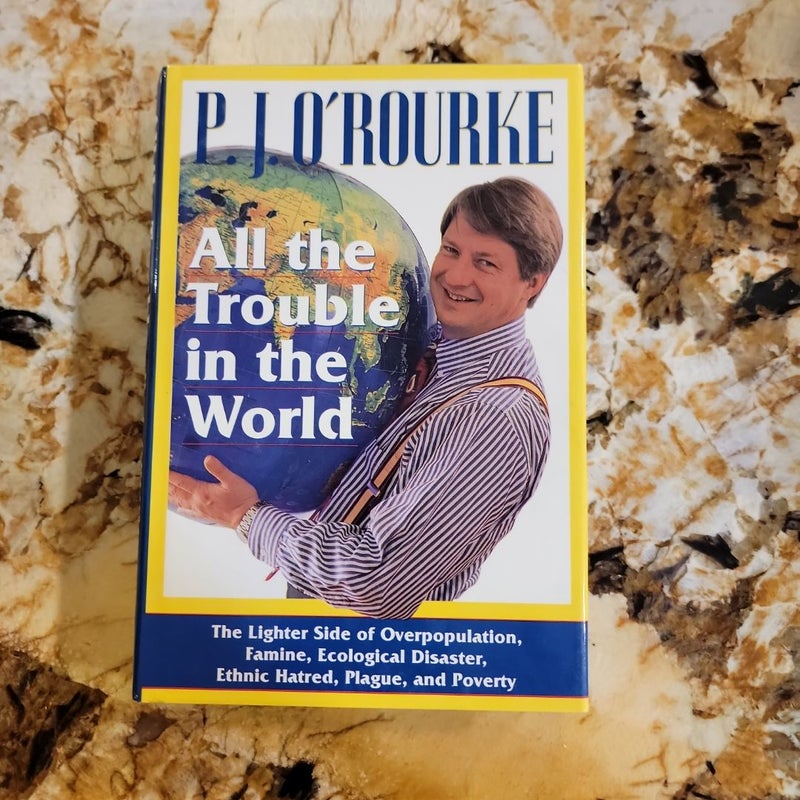 P. J. O'ROURKE
All the
Trouble
in the
World
The Lighter Side of Overpopulation,
Famine, Ecological Disaster,
Ethnic Hatred, Plague, and Poverty